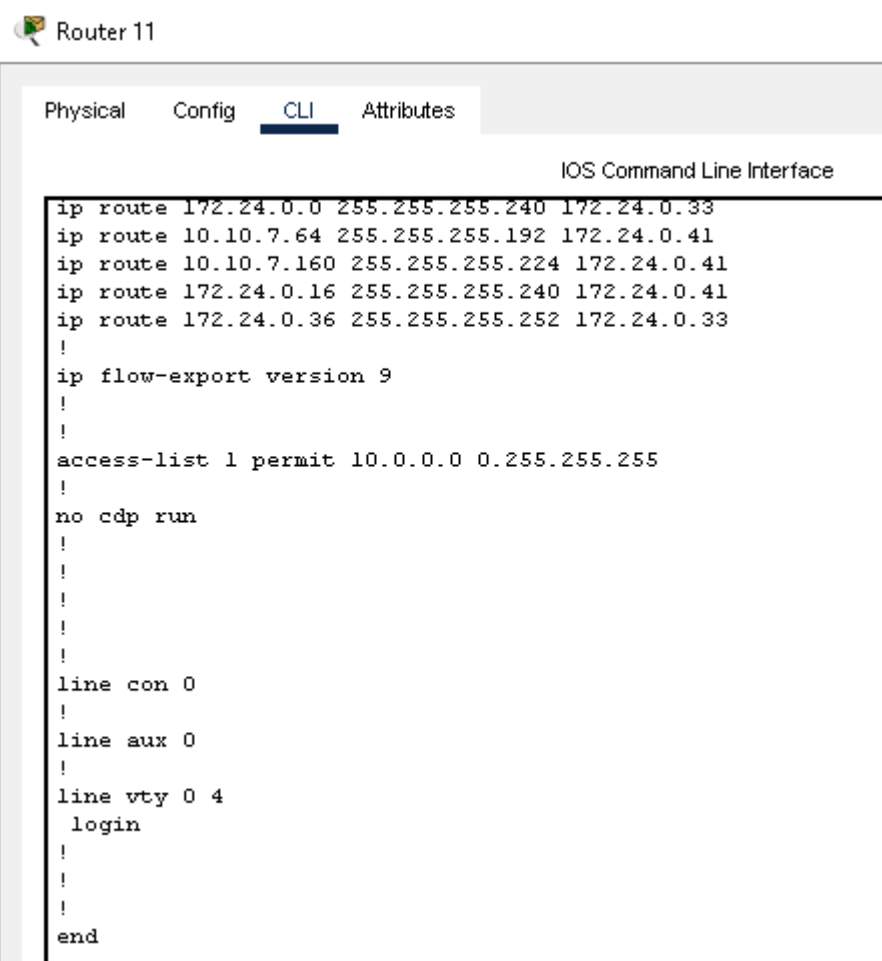 Router 11
Physical Config CLI Attributes
IOS Command Line Interface
ip route 172.24.0.0 255.255.255.240 172.24.0.33
ip route 10.10.7.64 255.255.255.192 172.24.0.41
ip route 10.10.7.160 255.255.255.224 172.24.0.41
ip route 172.24.0.16 255.255.255.240 172.24.0.41
ip route 172.24.0.36 255.255.255.252 172.24.0.33
!
ip flow-export version 9
!
!
access-list 1 permit 10.0.0.0 0.255.255.255
!
no cdp run
!
!
!
!
!
line con 0
!
line aux 0
!
line vty 0 4
login
!
!
!
end